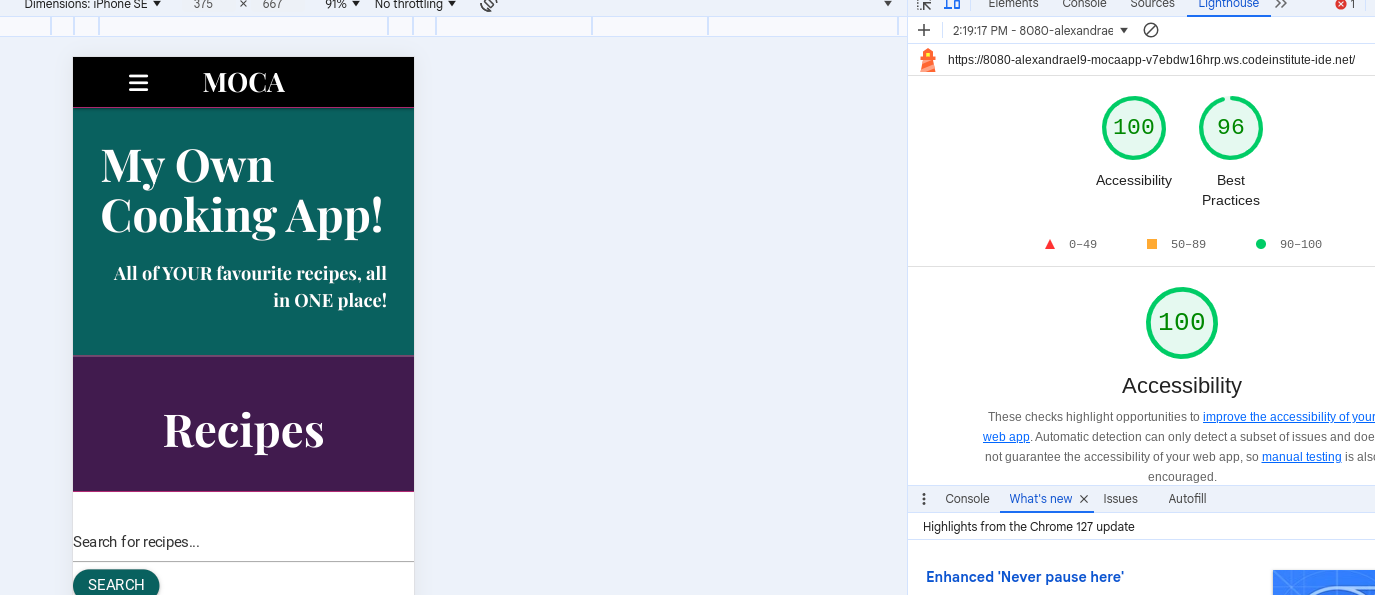 Dimensions: iPhone SE 375 × 667 91% No throttling
Elements Console Sources Lighthouse 1
2:19:17 PM - 8080-alexandrae
https://8080-alexandrael9-mocaapp-v7ebdw16hrp.ws.codeinstitute-ide.net/
MOCA
My Own
Cooking App!
All of YOUR favourite recipes, all
in ONE place!
Recipes
Search for recipes...
SEARCH
100
Accessibility
96
Best
Practices
0–49 50–89 90–100
100
Accessibility
These checks highlight opportunities to improve the accessibility of your
web app. Automatic detection can only detect a subset of issues and doe
not guarantee the accessibility of your web app, so manual testing is also
encouraged.
Console What's new Issues Autofill
Highlights from the Chrome 127 update
Enhanced 'Never pause here'